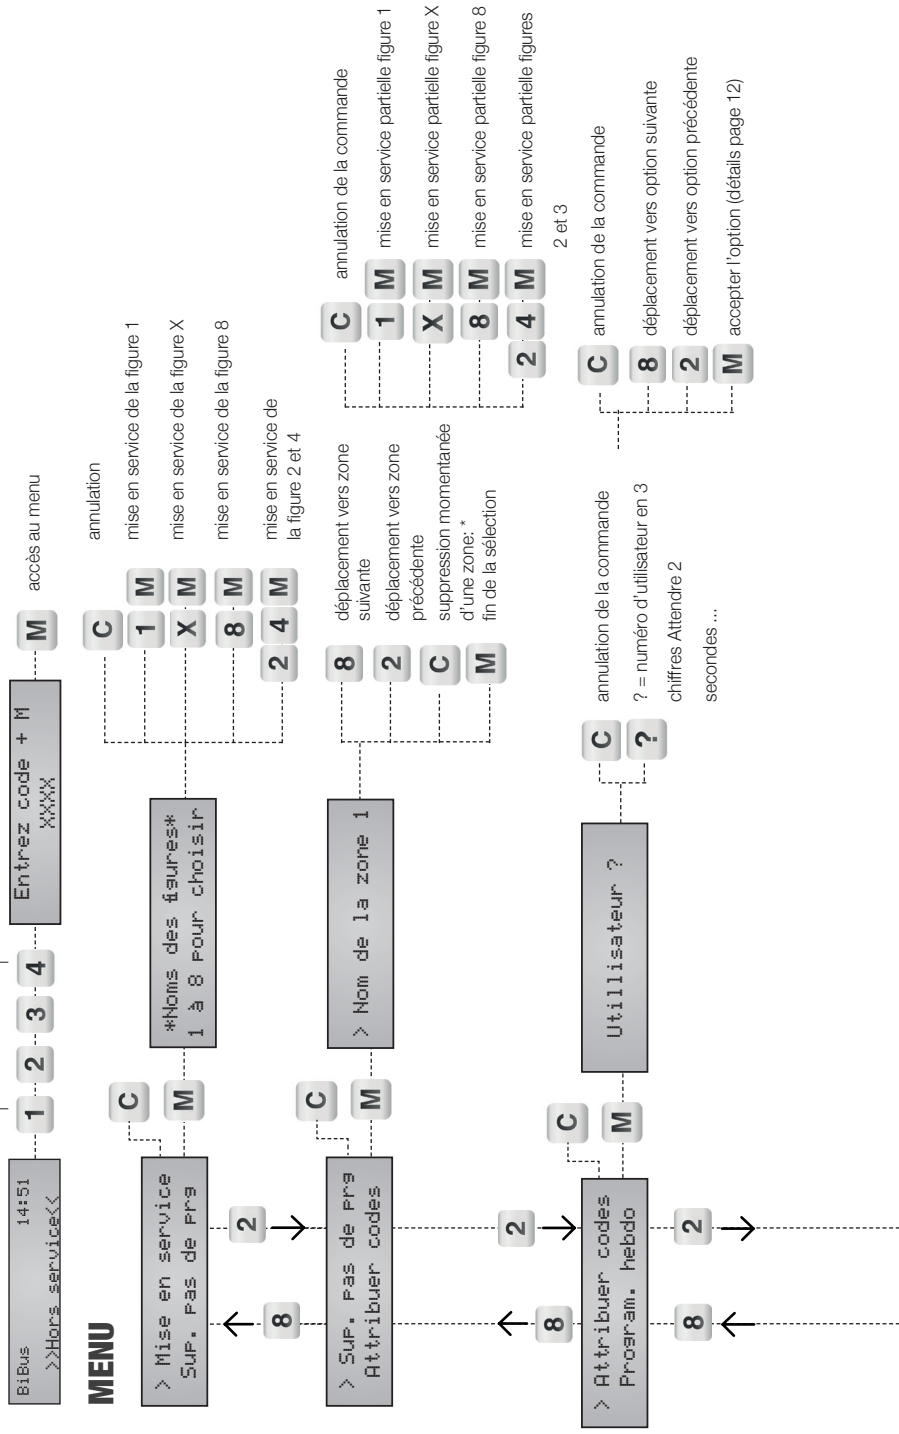 BiBus 14:51
>>Hors service<<
1 2 3 4
Entrez code + M
XXXX
M
accès au menu
MENU
> Mise en service
Sup. pas de prg
C
M
*Noms des figures*
1 à 8 pour choisir
C
annulation
1 M
mise en service de la figure 1
X M
mise en service de la figure X
8 M
mise en service de la figure 8
2 4 M
mise en service de
la figure 2 et 4
8
2
> Sup. pas de prg
Attribuer codes
C
M
> Nom de la zone 1
8
déplacement vers zone
suivante
2
déplacement vers zone
précédente
C
suppression momentanée
d'une zone: *
M
fin de la sélection
C
annulation de la commande
1 M
mise en service partielle figure 1
X M
mise en service partielle figure X
8 M
mise en service partielle figure 8
2 4 M
mise en service partielle figures
2 et 3
8
2
> Attribuer codes
Program. hebdo
C
M
Utillisateur ?
C
annulation de la commande
?
? = numéro d'utilisateur en 3
chiffres Attendre 2
secondes ...
C
annulation de la commande
8
déplacement vers option suivante
2
déplacement vers option précédente
M
accepter l'option (détails page 12)
8
2